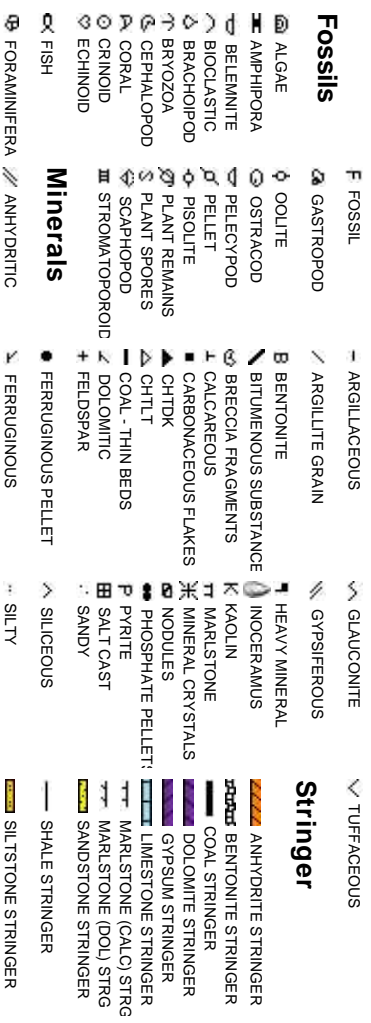 Fossils
ALGAE
AMPHIPORA
BELEMNITE
BIOCLASTIC
BRACHIOPOD
BRYOZOA
CEPHALOPOD
CORAL
CRINOID
ECHINOID
FISH
FORAMINIFERA
F FOSSIL
GASTROPOD
OOLITE
OSTRACOD
PELECYPOD
PELLET
PISOLITE
PLANT REMAINS
PLANT SPORES
SCAPHOPOD
STROMATOPOROID
Minerals
ANHYDRITIC
ARGILLACEOUS
ARGILLITE GRAIN
B BENTONITE
BITUMENOUS SUBSTANCE
BRECCIA FRAGMENTS
CALCAREOUS
CARBONACEOUS FLAKES
CHTDK
CHTLT
COAL - THIN BEDS
DOLOMITIC
FELDSPAR
FERRUGINOUS PELLET
FERRUGINOUS
GLAUCONITE
GYPSIFEROUS
HEAVY MINERAL
INOCERAMUS
K KAOLIN
MARLSTONE
MINERAL CRYSTALS
NODULES
PHOSPHATE PELLETS
P PYRITE
SALT CAST
SANDY
SILICEOUS
SILTY
TUFFACEOUS
Stringer
ANHYDRITE STRINGER
BENTONITE STRINGER
COAL STRINGER
DOLOMITE STRINGER
GYPSUM STRINGER
LIMESTONE STRINGER
MARLSTONE (CALC) STRG
MARLSTONE (DOL) STRG
SANDSTONE STRINGER
SHALE STRINGER
SILTSTONE STRINGER